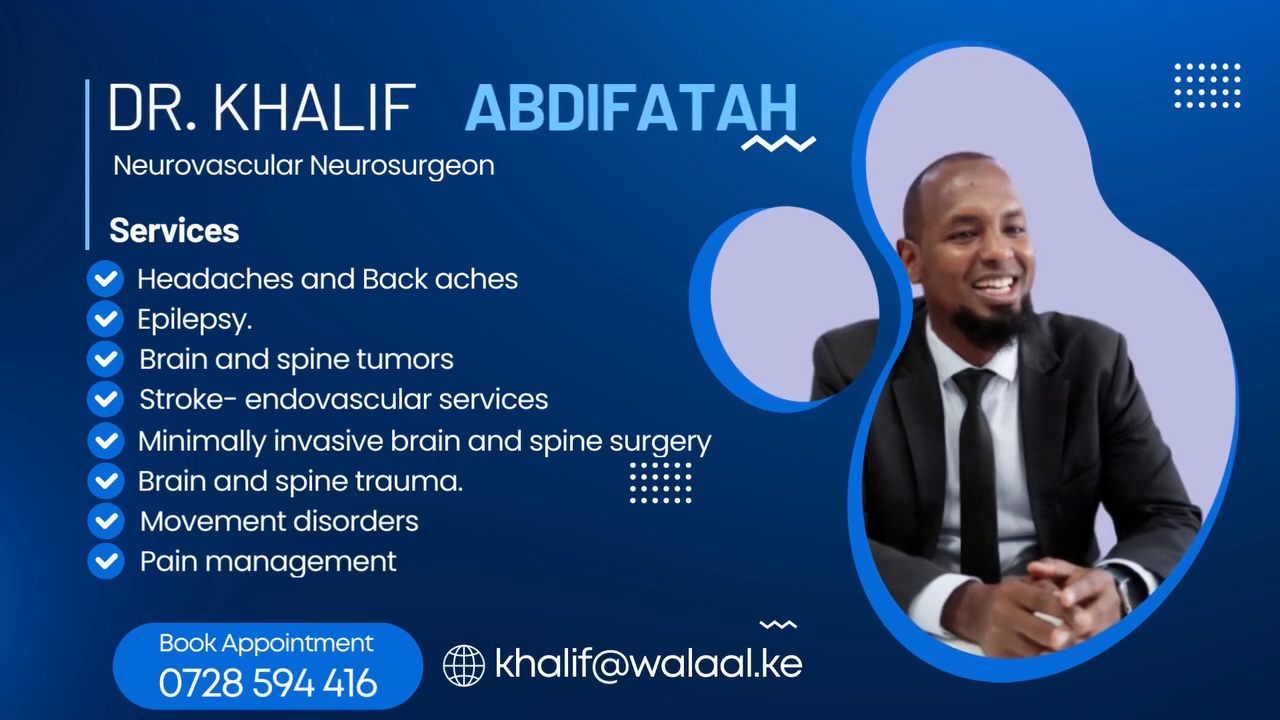 DR. KHALIF ABDIFATAH
Neurovascular Neurosurgeon
Services
Headaches and Back aches
Epilepsy.
Brain and spine tumors
Stroke- endovascular services
Minimally invasive brain and spine surgery
Brain and spine trauma.
Movement disorders
Pain management
Book Appointment
0728 594 416
khalif@walaal.ke